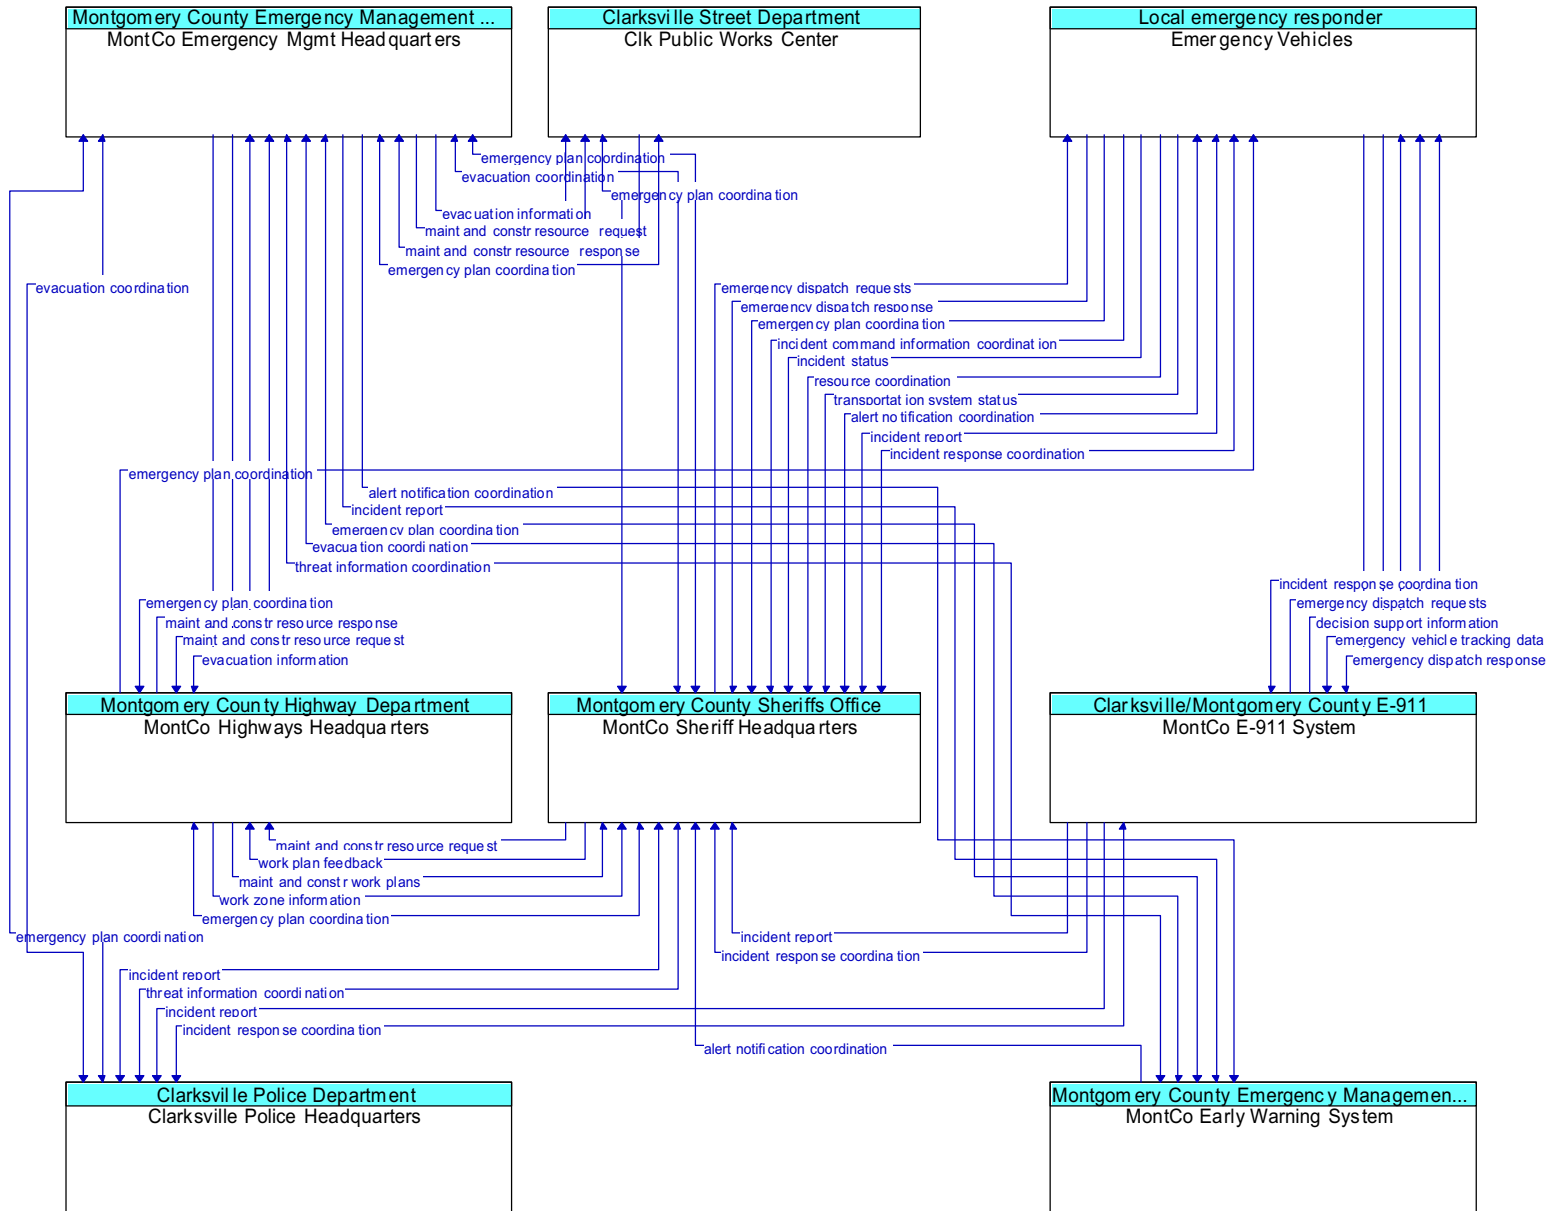 Montgomery County Emergency Management ...
MontCo Emergency Mgmt Headquarters
Clarksville Street Department
Clk Public Works Center
Local emergency responder
Emergency Vehicles
emergency plan coordination
evacuation coordination
emergency plan coordination
evacuation information
maint and constr resource request
maint and constr resource response
emergency plan coordination
evacuation coordination
emergency dispatch requests
emergency dispatch response
emergency plan coordination
incident command information coordination
incident status
resource coordination
transportation system status
alert notification coordination
incident report
incident response coordination
emergency plan coordination
alert notification coordination
incident report
emergency plan coordination
evacuation coordination
threat information coordination
incident response coordination
emergency dispatch requests
decision support information
emergency vehicle tracking data
emergency dispatch response
emergency plan coordination
maint and constr resource response
maint and constr resource request
evacuation information
Montgomery County Highway Department
MontCo Highways Headquarters
Montgomery County Sheriffs Office
MontCo Sheriff Headquarters
Clarksville/Montgomery County E-911
MontCo E-911 System
maint and constr resource request
work plan feedback
maint and constr work plans
work zone information
emergency plan coordination
emergency plan coordination
incident report
incident response coordination
incident report
threat information coordination
incident report
incident response coordination
alert notification coordination
Clarksville Police Department
Clarksville Police Headquarters
Montgomery County Emergency Managemen...
MontCo Early Warning System